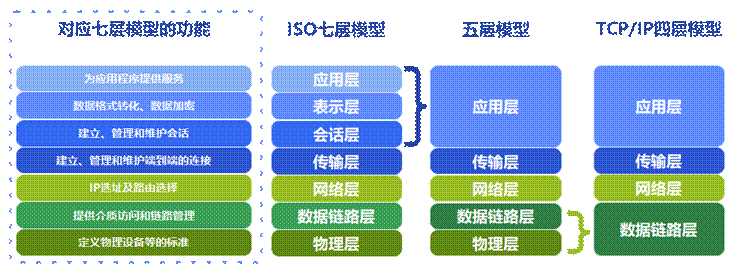 对应七层模型的功能 ISO七层模型 五层模型 TCP/IP四层模型
为应用程序提供服务 应用层
数据格式转化、数据加密 表示层 应用层 应用层
建立、管理和维护会话 会话层
建立、管理和维护端到端的连接 传输层 传输层 传输层
IP选址及路由选择 网络层 网络层 网络层
提供介质访问和链路管理 数据链路层 数据链路层
数据链路层
定义物理设备等的标准 物理层 物理层